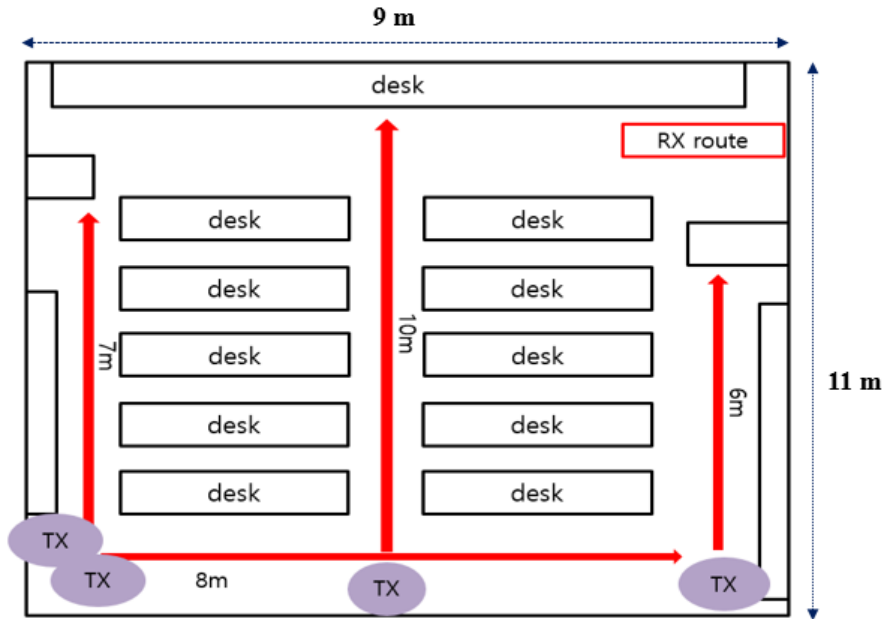 9 m
desk
RX route
desk
desk
desk
desk
7m
10m
desk
desk
6m
11 m
desk
desk
desk
desk
TX
TX
8m
TX
TX